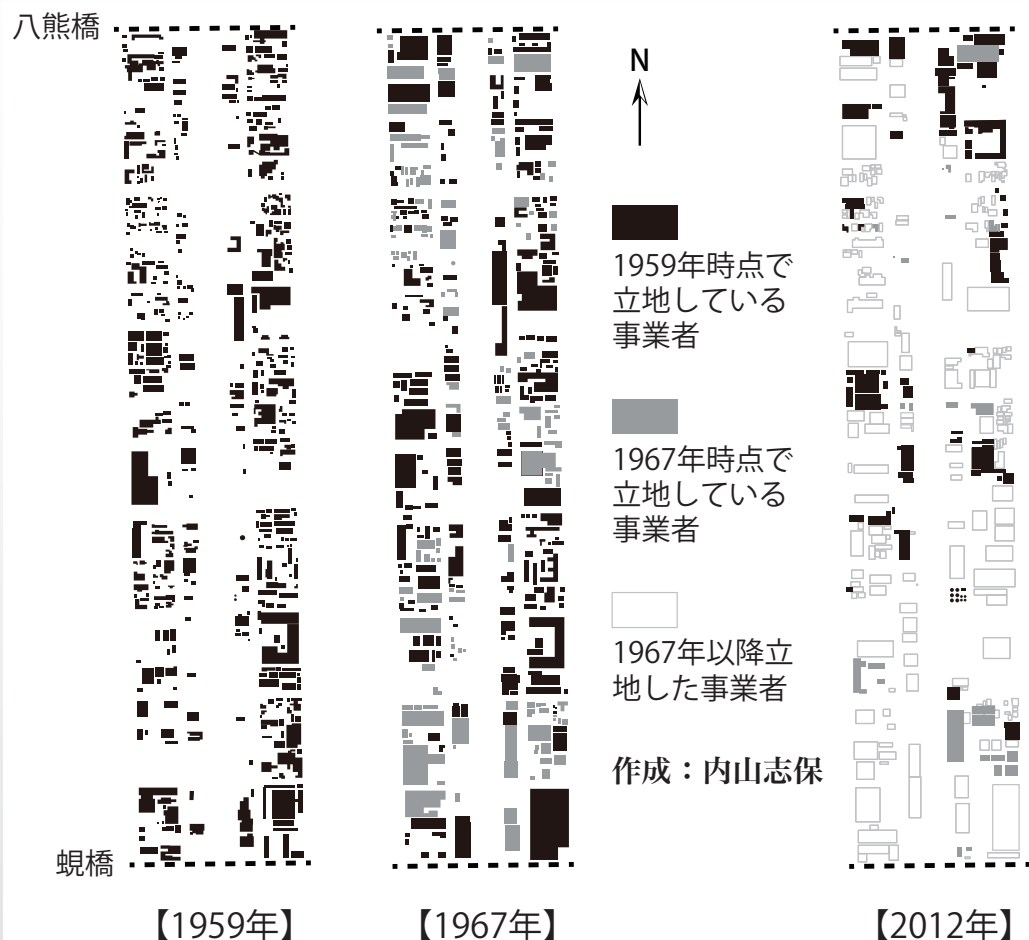 八熊橋
N
1959年時点で
立地している
事業者
1967年時点で
立地している
事業者
1967年以降立
地した事業者
作成：内山志保
蜆橋
【1959年】
【1967年】
【2012年】